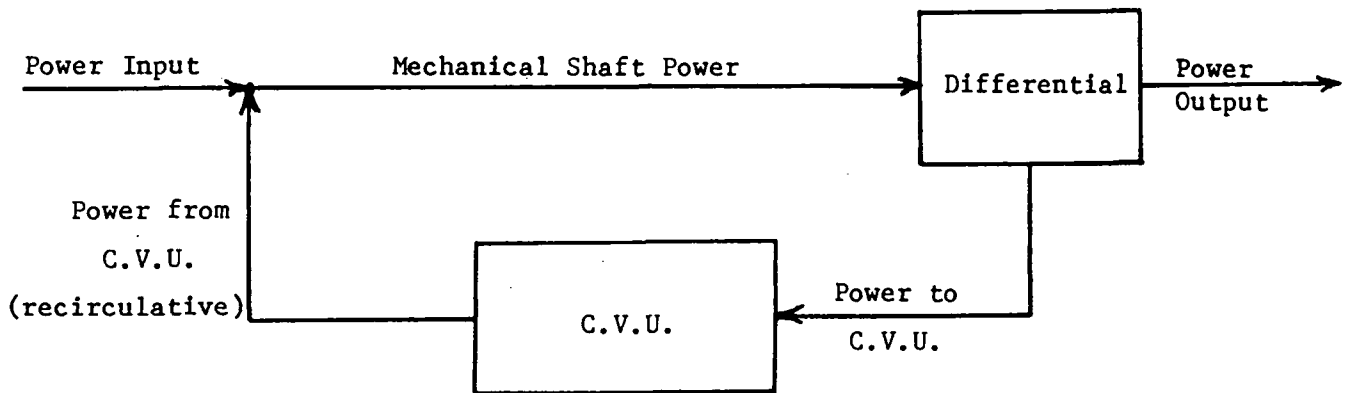 Power Input
Mechanical Shaft Power
Differential
Power
Output
Power from
C.V.U.
(recirculative)
C.V.U.
Power to
C.V.U.